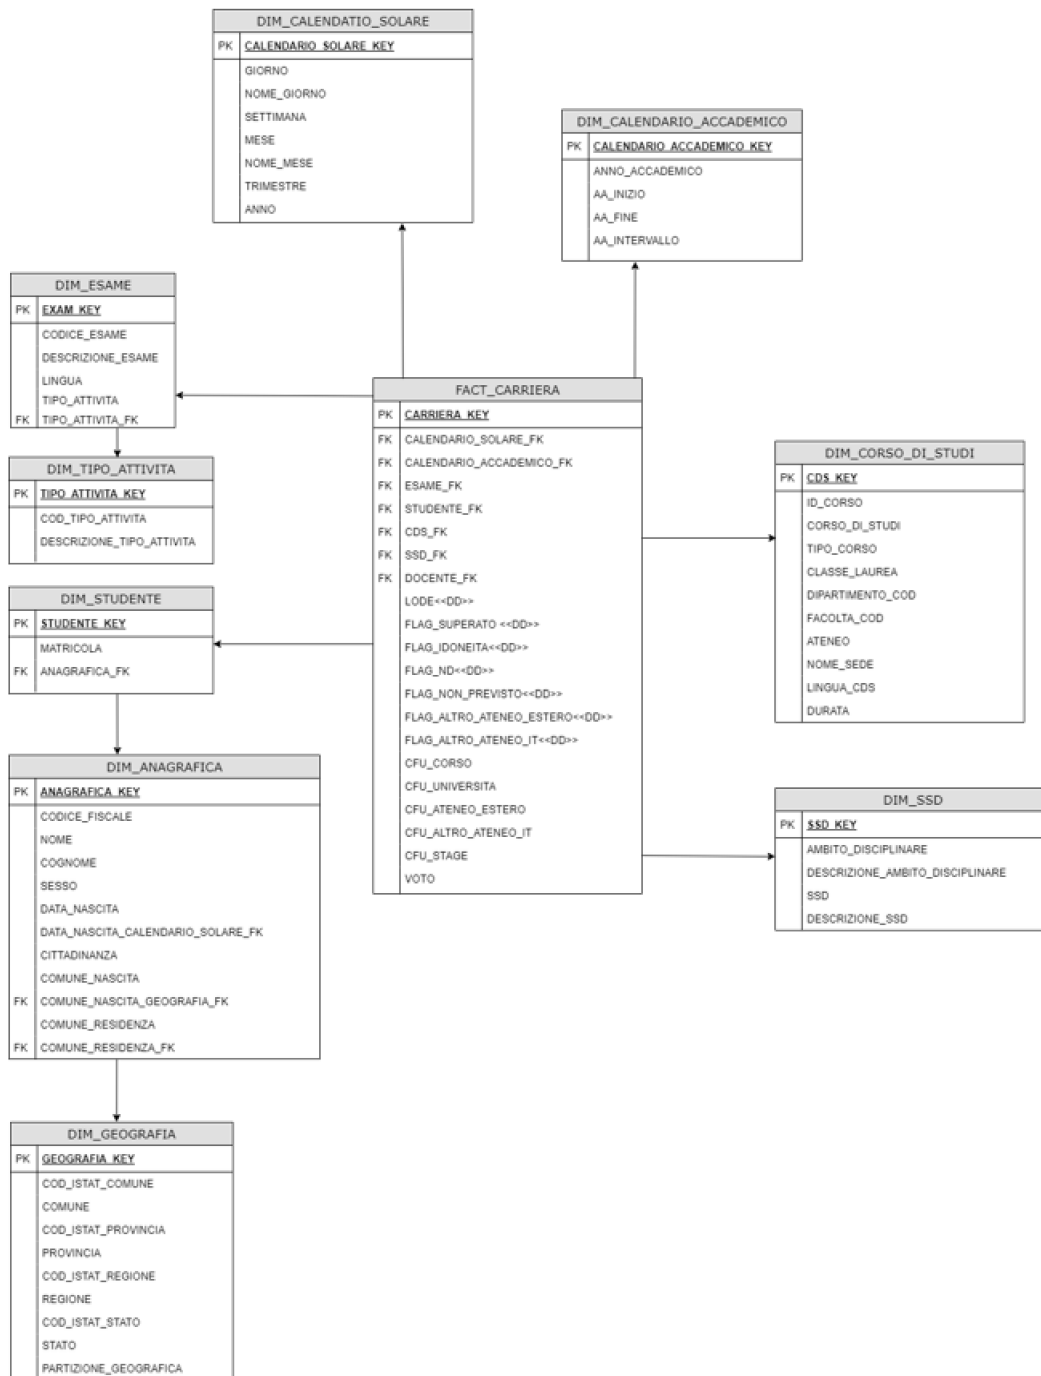 DIM_CALENDATIO_SOLARE
PK CALENDARIO_SOLARE_KEY
GIORNO
NOME_GIORNO
SETTIMANA
MESE
NOME_MESE
TRIMESTRE
ANNO
DIM_CALENDARIO_ACCADEMICO
PK CALENDARIO_ACCADEMICO_KEY
ANNO_ACCADEMICO
AA_INIZIO
AA_FINE
AA_INTERVALLO
DIM_ESAME
PK EXAM_KEY
CODICE_ESAME
DESCRIZIONE_ESAME
LINGUA
TIPO_ATTIVITA
FK TIPO_ATTIVITA_FK
DIM_TIPO_ATTIVITA
PK TIPO_ATTIVITA_KEY
COD_TIPO_ATTIVITA
DESCRIZIONE_TIPO_ATTIVITA
DIM_STUDENTE
PK STUDENTE_KEY
MATRICOLA
FK ANAGRAFICA_FK
FACT_CARRIERA
PK CARRIERA_KEY
FK CALENDARIO_SOLARE_FK
FK CALENDARIO_ACCADEMICO_FK
FK ESAME_FK
FK STUDENTE_FK
FK CDS_FK
FK SSD_FK
FK DOCENTE_FK
LODE<<DD>>
FLAG_SUPERATO <<DD>>
FLAG_IDONEITA<<DD>>
FLAG_ND<<DD>>
FLAG_NON_PREVISTO<<DD>>
FLAG_ALTRO_ATENEO_ESTERO<<DD>>
FLAG_ALTRO_ATENEO_IT<<DD>>
CFU_CORSO
CFU_UNIVERSITA
CFU_ATENEO_ESTERO
CFU_ALTRO_ATENEO_IT
CFU_STAGE
VOTO
DIM_CORSO_DI_STUDI
PK CDS_KEY
ID_CORSO
CORSO_DI_STUDI
TIPO_CORSO
CLASSE_LAUREA
DIPARTIMENTO_COD
FACOLTA_COD
ATENEO
NOME_SEDE
LINGUA_CDS
DURATA
DIM_SSD
PK SSD_KEY
AMBITO_DISCIPLINARE
DESCRIZIONE_AMBITO_DISCIPLINARE
SSD
DESCRIZIONE_SSD
DIM_ANAGRAFICA
PK ANAGRAFICA_KEY
CODICE_FISCALE
NOME
COGNOME
SESSO
DATA_NASCITA
DATA_NASCITA_CALENDARIO_SOLARE_FK
CITTADINANZA
COMUNE_NASCITA
FK COMUNE_NASCITA_GEOGRAFIA_FK
COMUNE_RESIDENZA
FK COMUNE_RESIDENZA_FK
DIM_GEOGRAFIA
PK GEOGRAFIA_KEY
COD_ISTAT_COMUNE
COMUNE
COD_ISTAT_PROVINCIA
PROVINCIA
COD_ISTAT_REGIONE
REGIONE
COD_ISTAT_STATO
STATO
PARTIZIONE_GEOGRAFICA